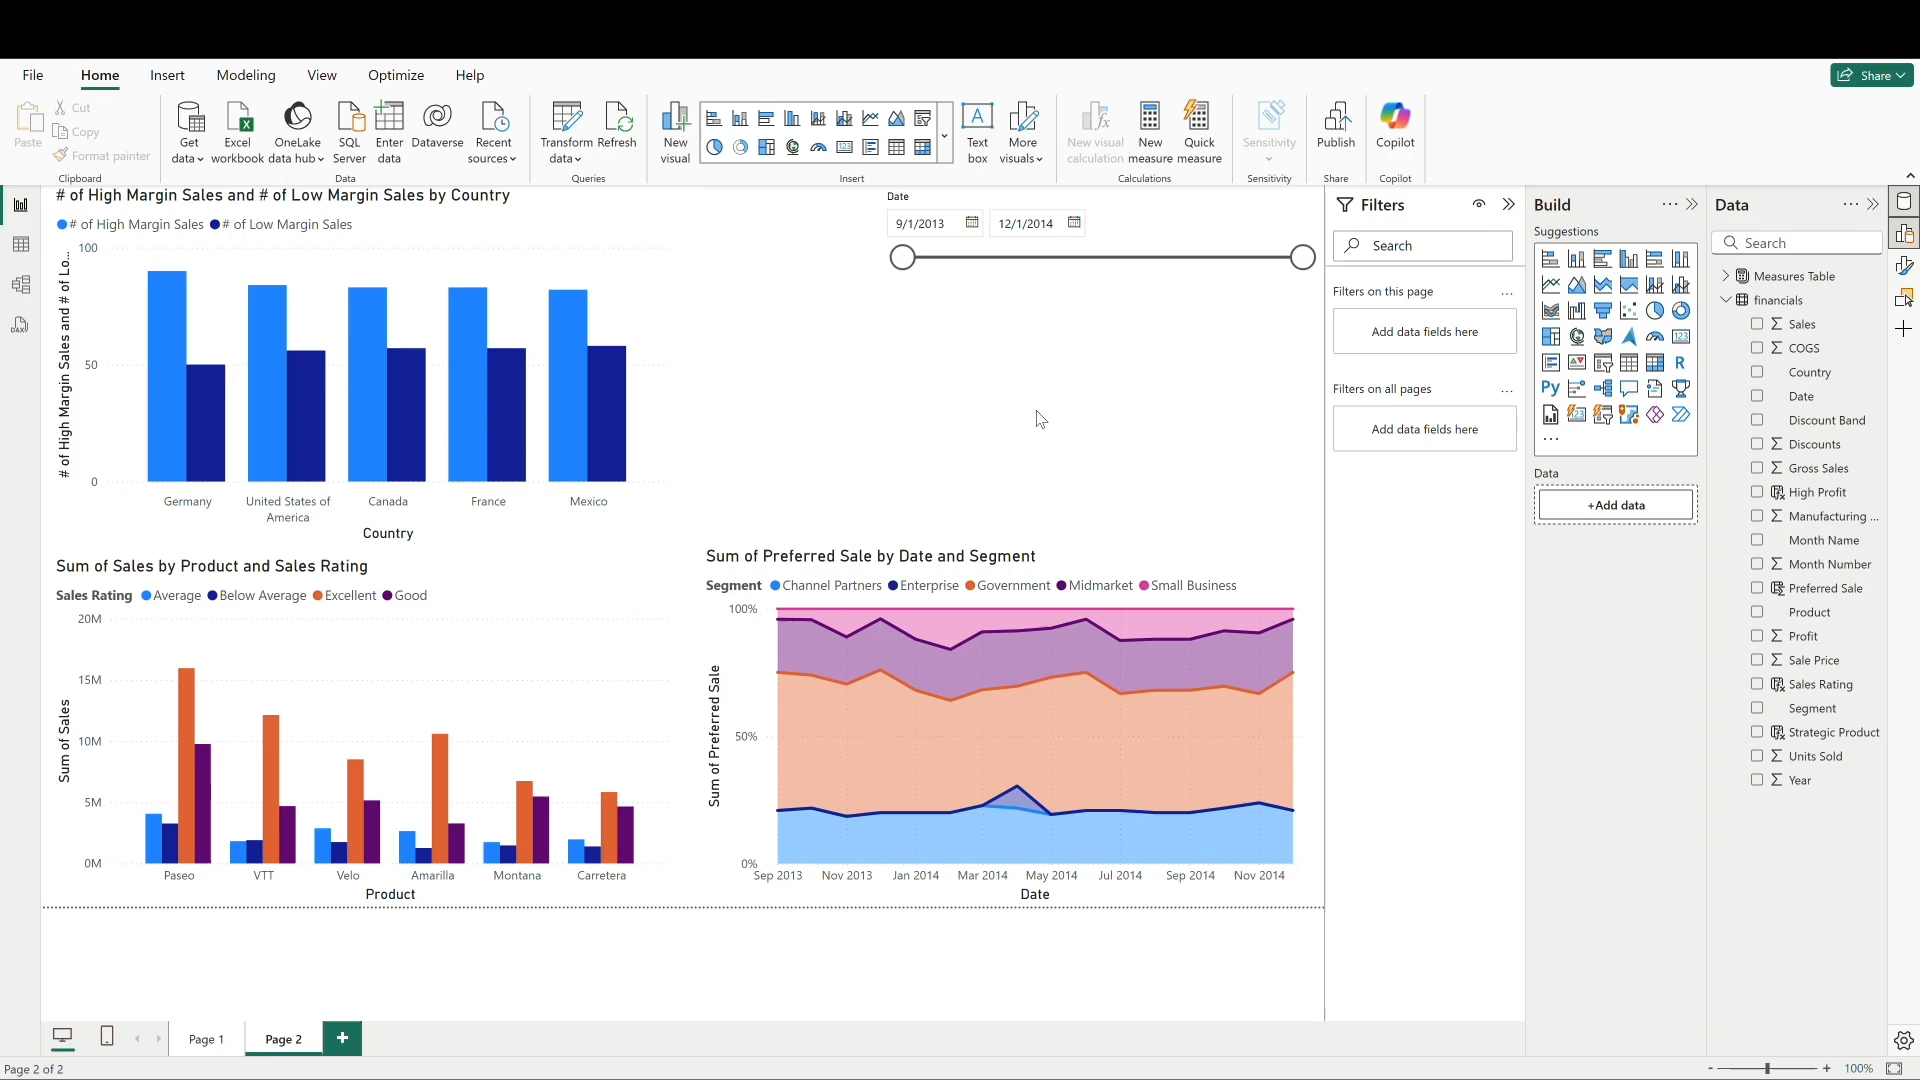 File Home Insert Modeling View Optimize Help Share
Paste Cut
Copy
Format painter
Clipboard
Get data Excel workbook OneLake data hub SQL Server Enter data Dataverse Recent sources
Data
Transform data Refresh
Queries
New visual Text box More visuals
Insert
New visual calculation New measure Quick measure
Calculations
Sensitivity
Sensitivity
Publish
Share
Copilot
Copilot
# of High Margin Sales and # of Low Margin Sales by Country
# of High Margin Sales # of Low Margin Sales
# of High Margin Sales and # of Lo...
100
50
0
Germany United States of America Canada France Mexico
Country
Date
9/1/2013 12/1/2014
Sum of Sales by Product and Sales Rating
Sales Rating Average Below Average Excellent Good
Sum of Sales
20M
15M
10M
5M
0M
Paseo VTT Velo Amarilla Montana Carretera
Product
Sum of Preferred Sale by Date and Segment
Segment Channel Partners Enterprise Government Midmarket Small Business
Sum of Preferred Sale
100%
50%
0%
Sep 2013 Nov 2013 Jan 2014 Mar 2014 May 2014 Jul 2014 Sep 2014 Nov 2014
Date
Filters
Search
Filters on this page ...
Add data fields here
Filters on all pages ...
Add data fields here
Build ...
Suggestions
R
Py
...
Data
+Add data
Data ...
Search
Measures Table
financials
Sales
COGS
Country
Date
Discount Band
Discounts
Gross Sales
High Profit
Manufacturing ...
Month Name
Month Number
Preferred Sale
Product
Profit
Sale Price
Sales Rating
Segment
Strategic Product
Units Sold
Year
Page 1 Page 2 +
Page 2 of 2 - + 100%